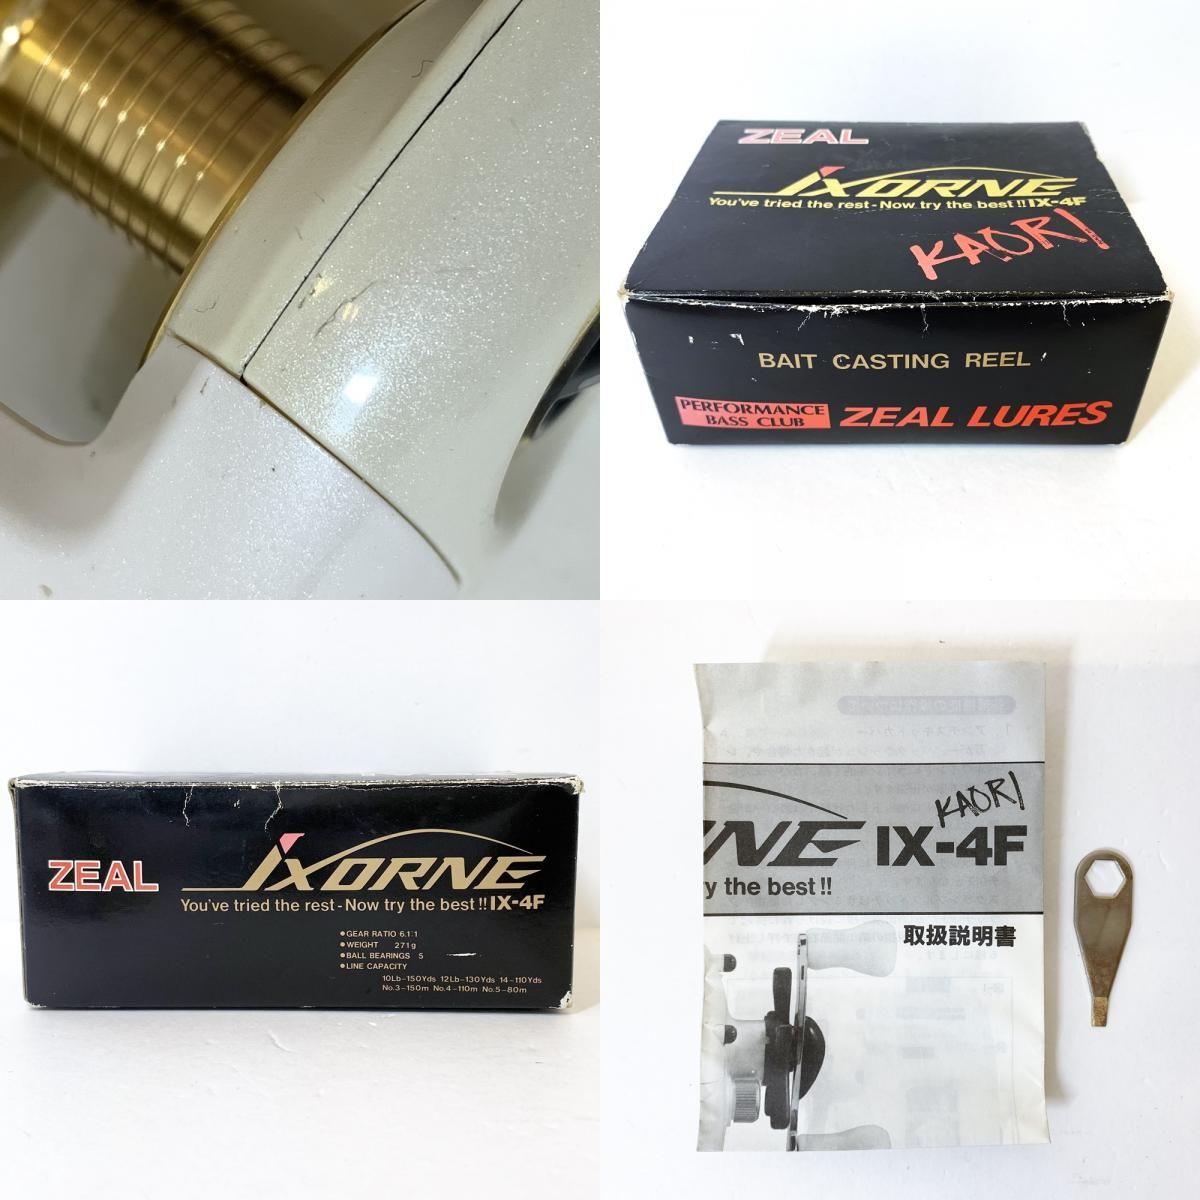 ZEAL
iXORNE
You've tried the rest - Now try the best !! IX-4F
KAORI
BAIT CASTING REEL
PERFORMANCE
BASS CLUB
ZEAL LURES
ZEAL
iXORNE
You've tried the rest - Now try the best !! IX-4F
● GEAR RATIO 6.1:1
● WEIGHT 271g
● BALL BEARINGS 5
● LINE CAPACITY
10Lb-150Yds 12Lb-130Yds 14-110Yds
No.3-150m No.4-110m No.5-80m
KAORI
RNE IX-4F
y the best !!
取扱説明書